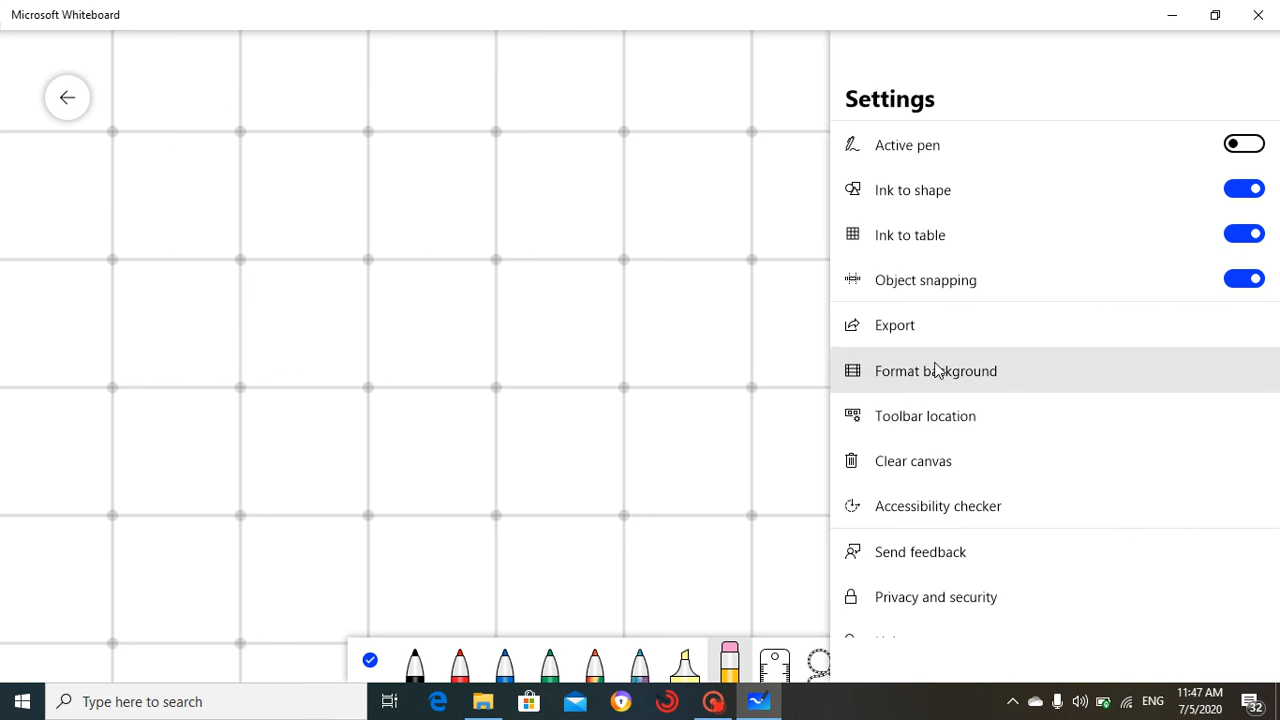 Microsoft Whiteboard
Settings
Active pen
Ink to shape
Ink to table
Object snapping
Export
Format background
Toolbar location
Clear canvas
Accessibility checker
Send feedback
Privacy and security
Type here to search
ENG
11:47 AM
7/5/2020
32